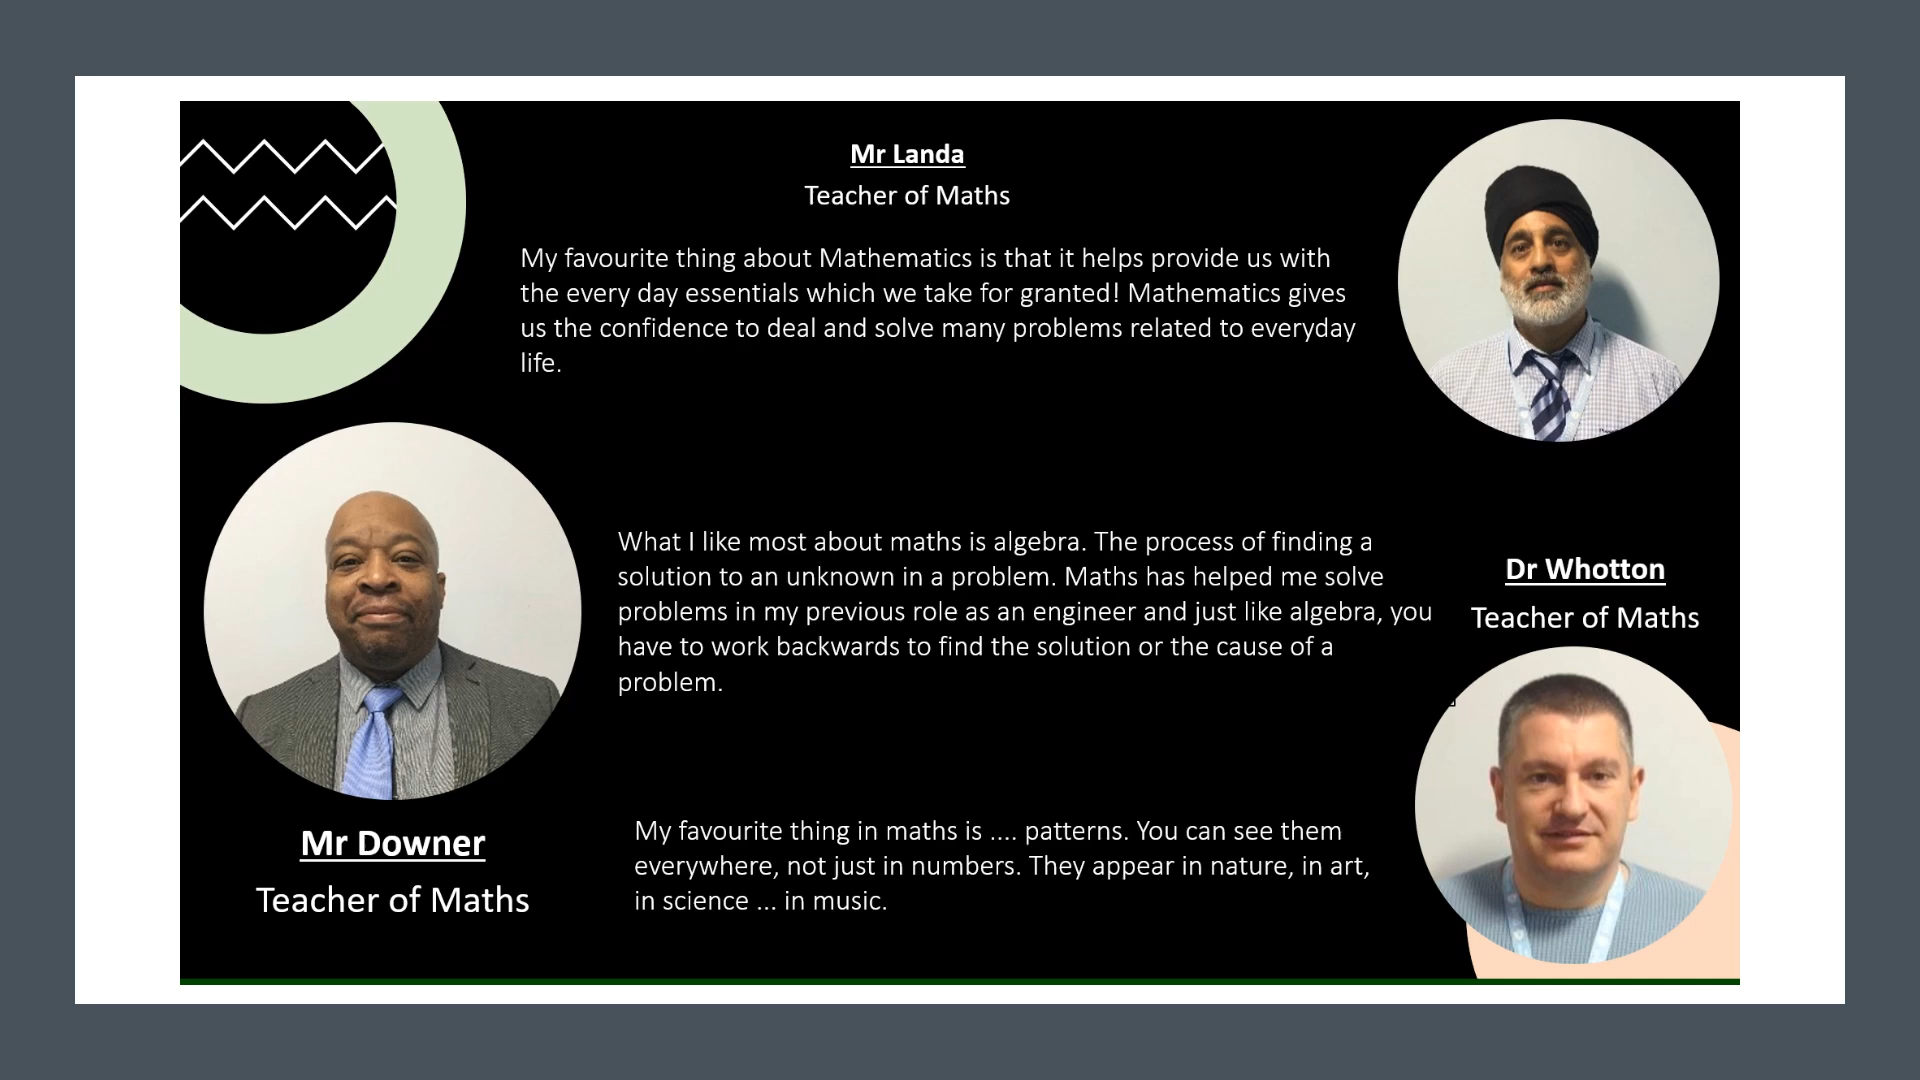 Mr Landa
Teacher of Maths
My favourite thing about Mathematics is that it helps provide us with
the every day essentials which we take for granted! Mathematics gives
us the confidence to deal and solve many problems related to everyday
life.
What I like most about maths is algebra. The process of finding a
solution to an unknown in a problem. Maths has helped me solve
problems in my previous role as an engineer and just like algebra, you
have to work backwards to find the solution or the cause of a
problem.
Mr Downer
Teacher of Maths
Dr Whotton
Teacher of Maths
My favourite thing in maths is .... patterns. You can see them
everywhere, not just in numbers. They appear in nature, in art,
in science ... in music.